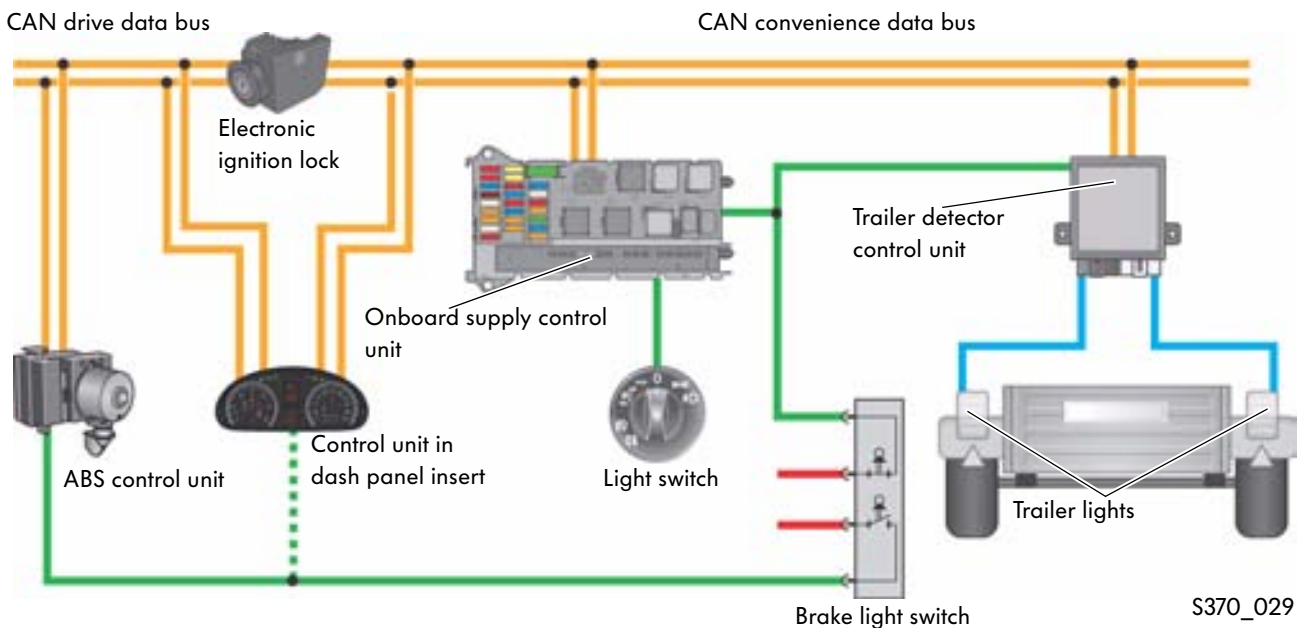 CAN drive data bus
CAN convenience data bus
Electronic
ignition lock
Trailer detector
control unit
Onboard supply control
unit
ABS control unit
Control unit in
dash panel insert
Light switch
Trailer lights
Brake light switch
S370_029